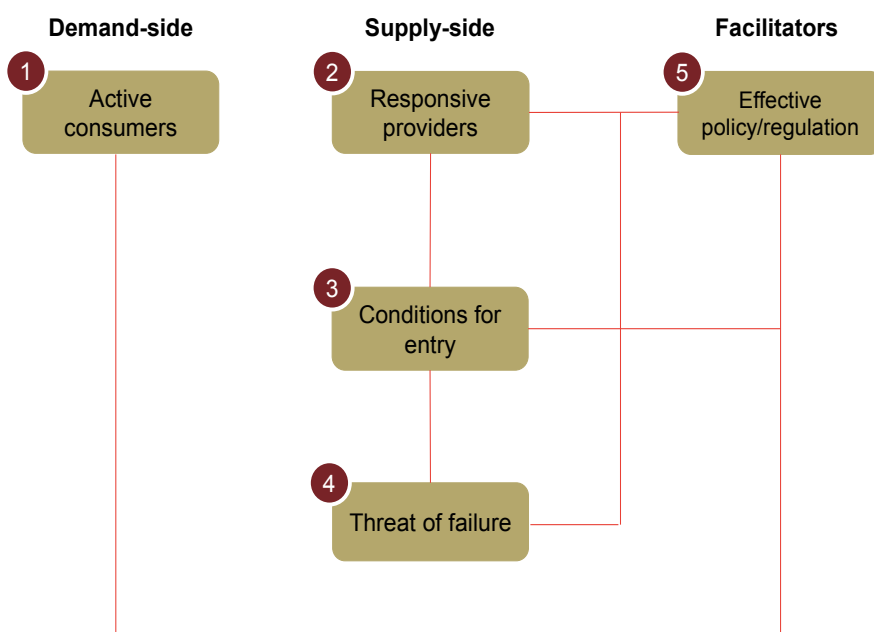 Demand-side
Supply-side
Facilitators
1
Active
consumers
2
Responsive
providers
5
Effective
policy/regulation
3
Conditions for
entry
4
Threat of failure